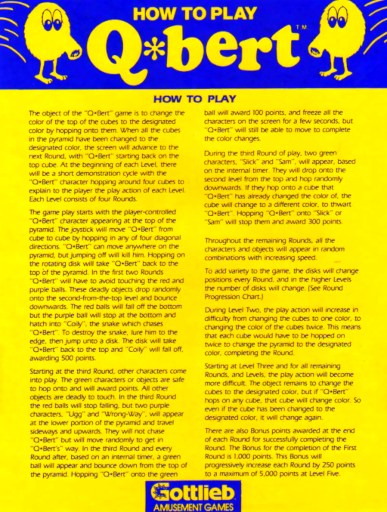 HOW TO PLAY
Q*bert
TM
HOW TO PLAY
The object of the "Q*Bert" game is to change the
color of the top of the cubes to the designated
color by hopping onto them. When all the cubes
in the pyramid have been changed to the
designated color, the screen will advance to the
next Round, with "Q*Bert" starting back on the
top cube. At the beginning of each Level, there
will be a short demonstration cycle with the
"Q*Bert" character hopping around four cubes to
explain to the player the play action of each Level.
Each Level consists of four Rounds.
The game play starts with the player-controlled
"Q*Bert" character appearing at the top of the
pyramid. The joystick will move "Q*Bert" from
cube to cube by hopping in any of four diagonal
directions. "Q*Bert" can move anywhere on the
pyramid, but jumping off will kill him. Hopping on
the rotating disk will take "Q*Bert" back to the
top of the pyramid. In the first two Rounds
"Q*Bert" will have to avoid touching the red and
purple balls. These deadly objects drop randomly
onto the second-from-the-top level and bounce
downwards. The red balls will fall off the bottom
but the purple ball will stop at the bottom and
hatch into "Coily", the snake which chases
"Q*Bert". To destroy the snake, lure him to the
edge, then jump unto a disk. The disk will take
"Q*Bert" back to the top and "Coily" will fall off,
awarding 500 points.
Starting at the third Round, other characters come
into play. The green characters or objects are safe
to hop onto and will award points. All other
objects are deadly to touch. In the third Round
the red balls will stop falling, but two purple
characters, "Ugg" and "Wrong-Way", will appear
at the lower portion of the pyramid and travel
sideways and upwards. They will not chase
"Q*Bert" but will move randomly to get in
"Q*Bert's" way. In the third Round and every
Round after, based on an internal timer, a green
ball will appear and bounce down from the top of
the pyramid. Hopping "Q*Bert" onto the green
ball will award 100 points, and freeze all the
characters on the screen for a few seconds, but
"Q*Bert" will still be able to move to complete
the color changes.
During the third Round of play, two green
characters, "Slick" and "Sam", will appear, based
on the internal timer. They will drop onto the
second level from the top and hop randomly
downwards. If they hop onto a cube that
"Q*Bert" has already changed the color of, the
cube will change to a different color, to thwart
"Q*Bert". Hopping "Q*Bert" onto "Slick" or
"Sam" will stop them and award 300 points.
Throughout the remaining Rounds, all the
characters and objects will appear in random
combinations with increasing speed.
To add variety to the game, the disks will change
positions every Round, and in the higher Levels
the number of disks will change. (See Round
Progression Chart.)
During Level Two, the play action will increase in
difficulty from changing the cubes to one color, to
changing the color of the cubes twice. This means
that each cube would have to be hopped on
twice to change the pyramid to the designated
color, completing the Round.
Starting at Level Three and for all remaining
Rounds, and Levels, the play action will become
more difficult. The object remains to change the
cubes to the designated color, but if "Q*Bert"
hops on any cube, that cube will change color. So
even if the cube has been changed to the
designated color, it will change again.
There are also Bonus points awarded at the end
of each Round for successfully completing the
Round. The Bonus for the completion of the First
Round is 1,000 points. This Bonus will
progressively increase each Round by 250 points
to a maximum of 5,000 points at Level Five.
Gottlieb
AMUSEMENT GAMES